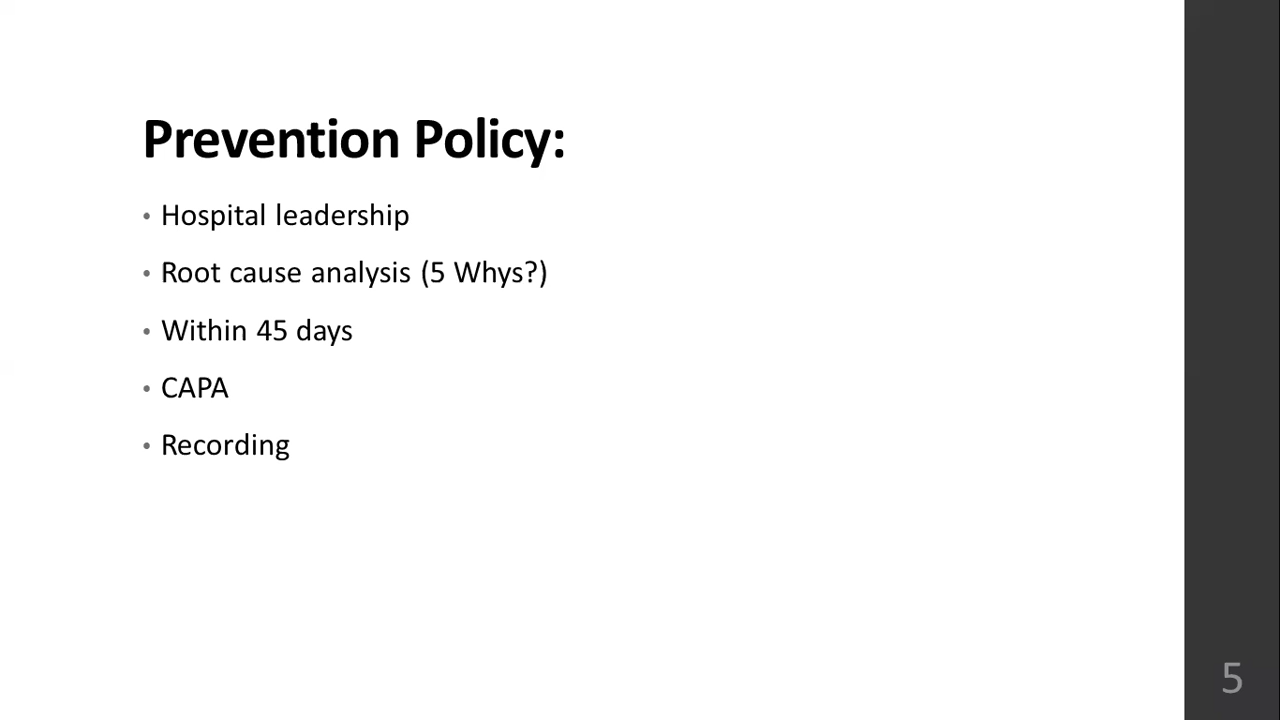 Prevention Policy:
• Hospital leadership
• Root cause analysis (5 Whys?)
• Within 45 days
• CAPA
• Recording
5